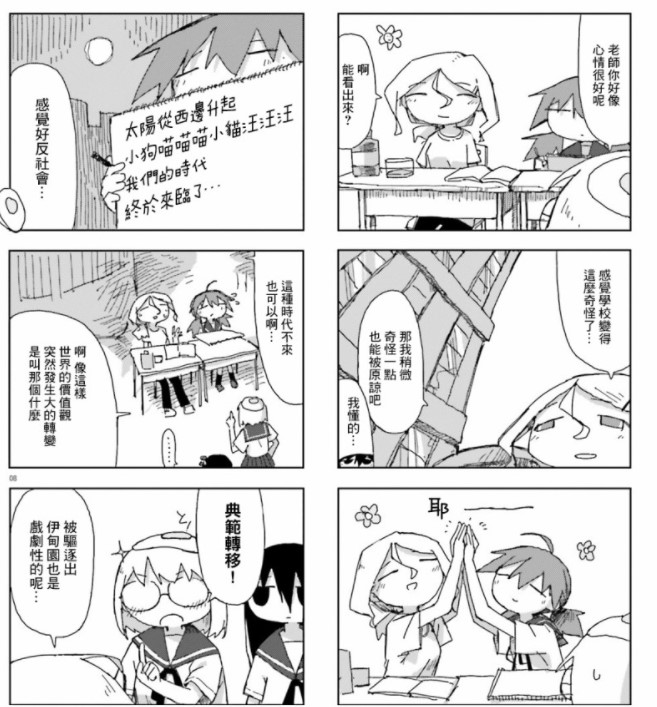 老師你好像
心情很好呢
啊
能看出來?
感覺學校變得
這麼奇怪了…
那我稍微
奇怪一點
也能被原諒吧
我懂的…
耶
太陽從西邊升起
小狗喵喵喵小貓汪汪汪
我們的時代
終於來臨了…
感覺好反社會…
這種時代不來
也可以啊…
啊 像這樣
世界的價值觀
突然發生大的轉變
是叫那個什麼
……
08
典範轉移!
被驅逐出
伊甸園也是
戲劇性的呢…